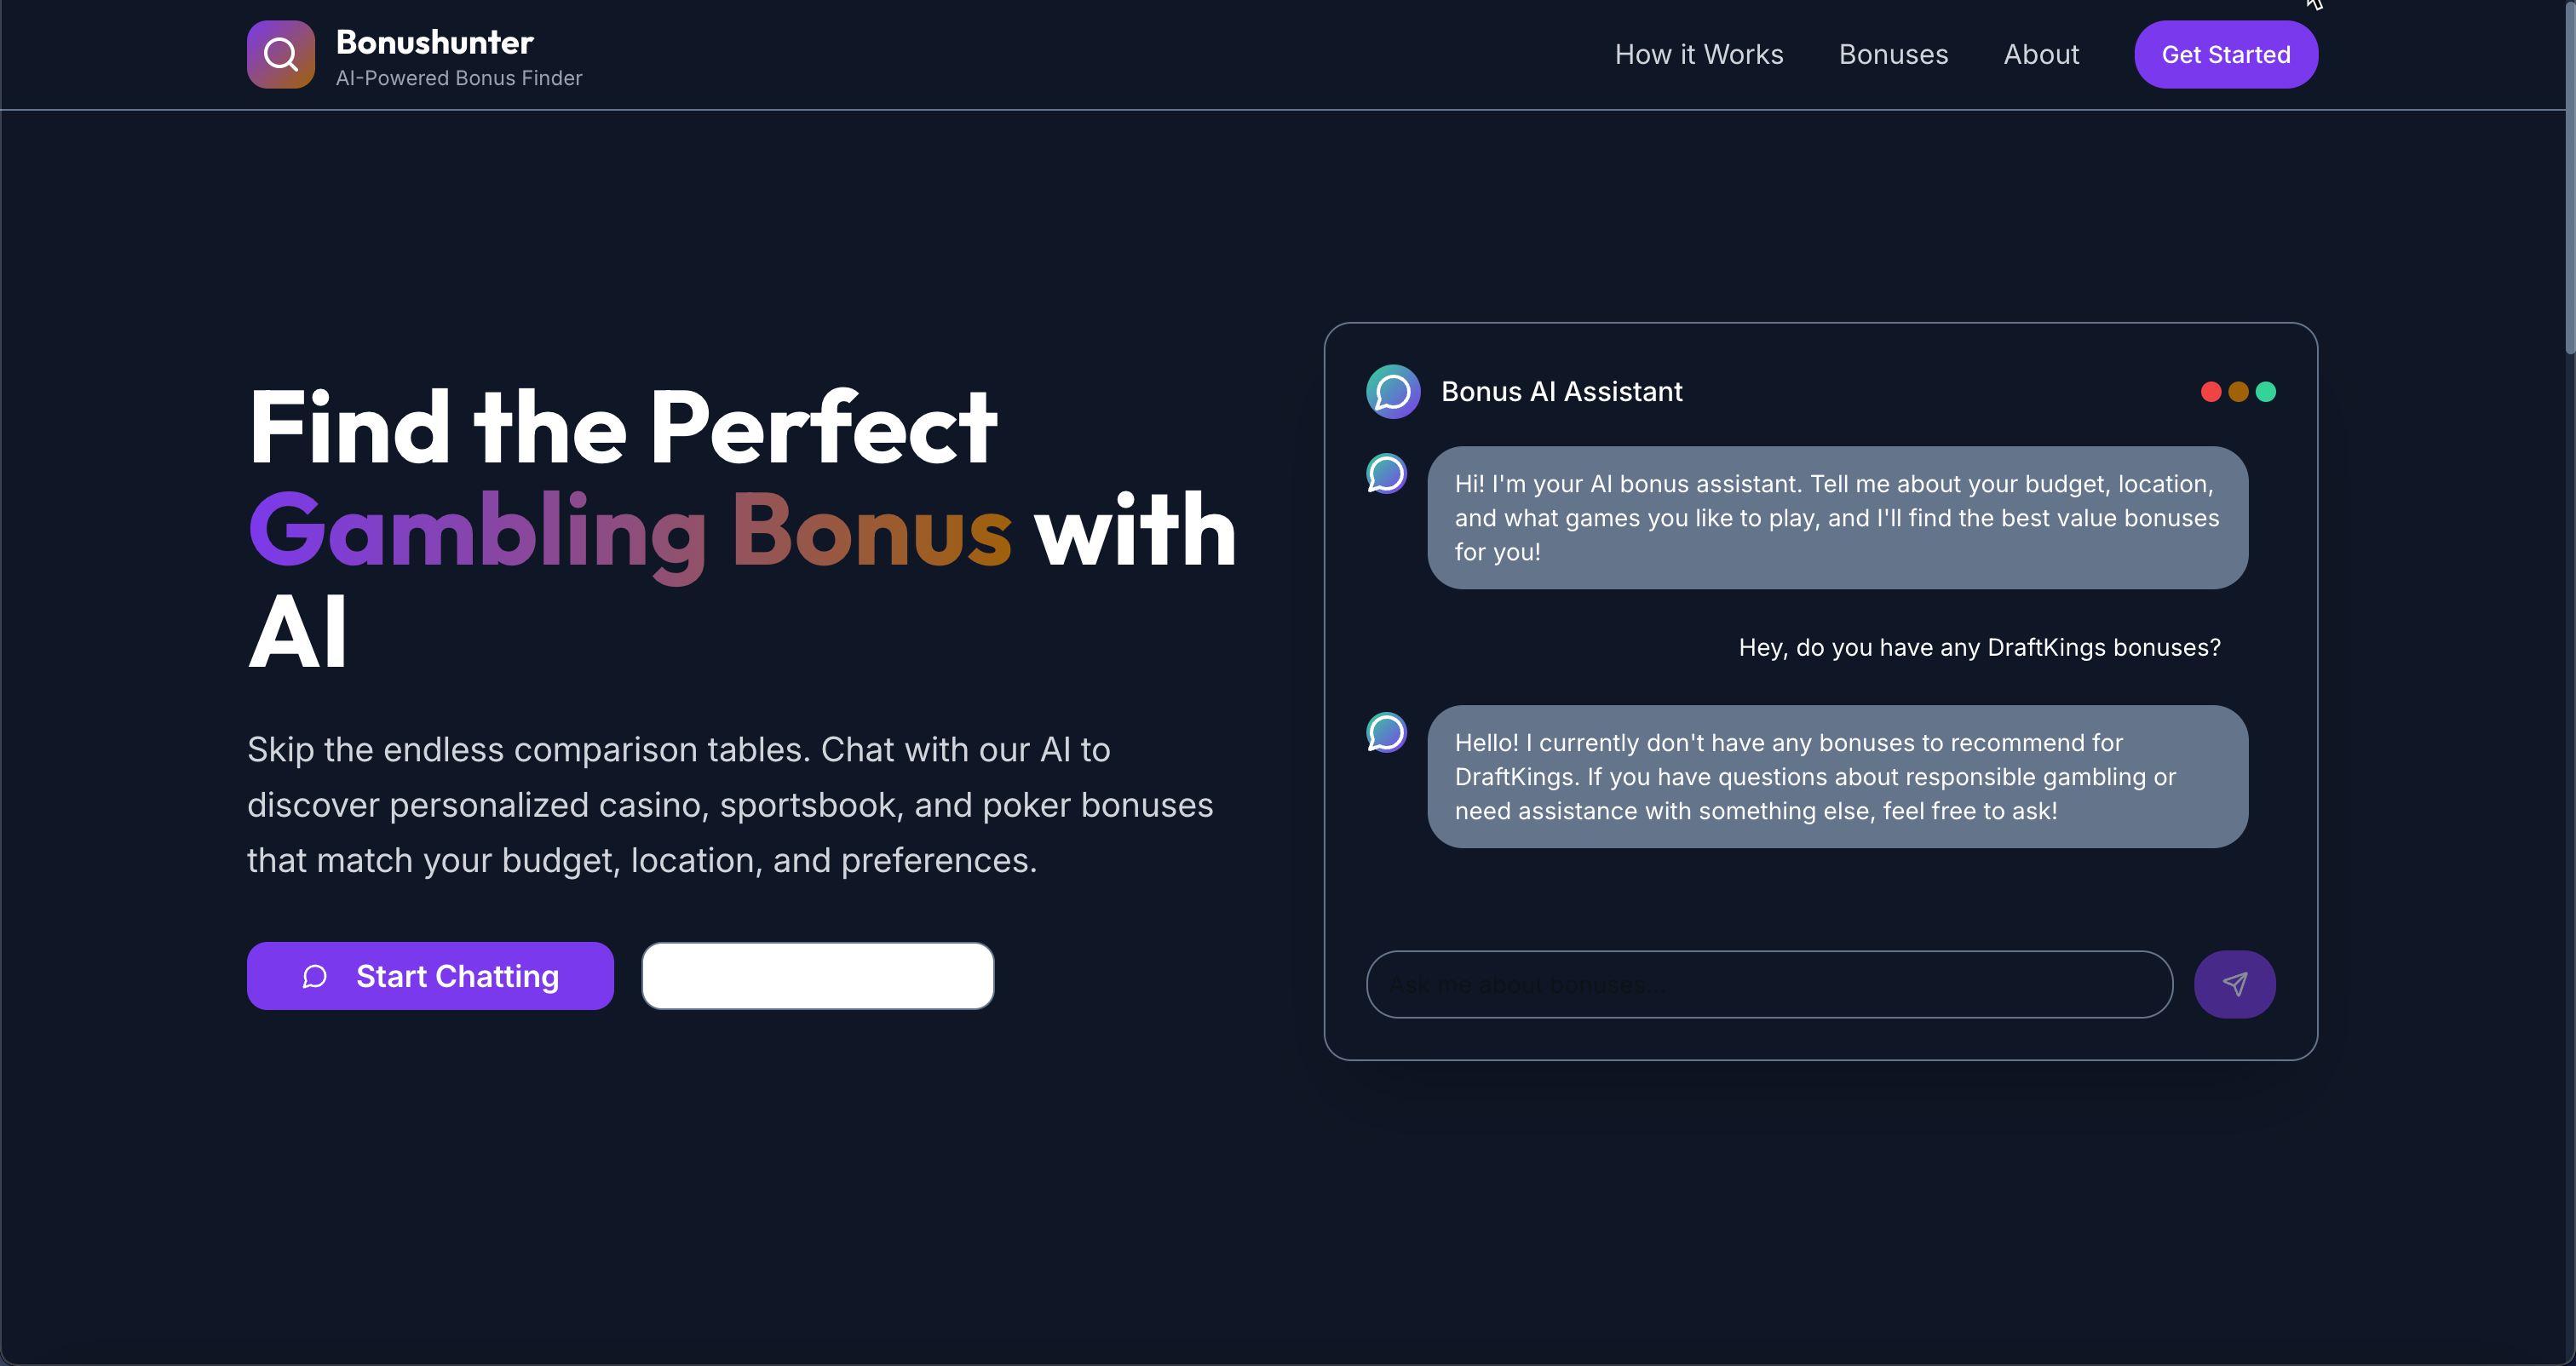 Bonushunter
AI-Powered Bonus Finder
How it Works
Bonuses
About
Get Started
Find the Perfect
Gambling Bonus with
AI
Skip the endless comparison tables. Chat with our AI to
discover personalized casino, sportsbook, and poker bonuses
that match your budget, location, and preferences.
Start Chatting
Bonus AI Assistant
Hi! I'm your AI bonus assistant. Tell me about your budget, location,
and what games you like to play, and I'll find the best value bonuses
for you!
Hey, do you have any DraftKings bonuses?
Hello! I currently don't have any bonuses to recommend for
DraftKings. If you have questions about responsible gambling or
need assistance with something else, feel free to ask!
Ask me about bonuses...